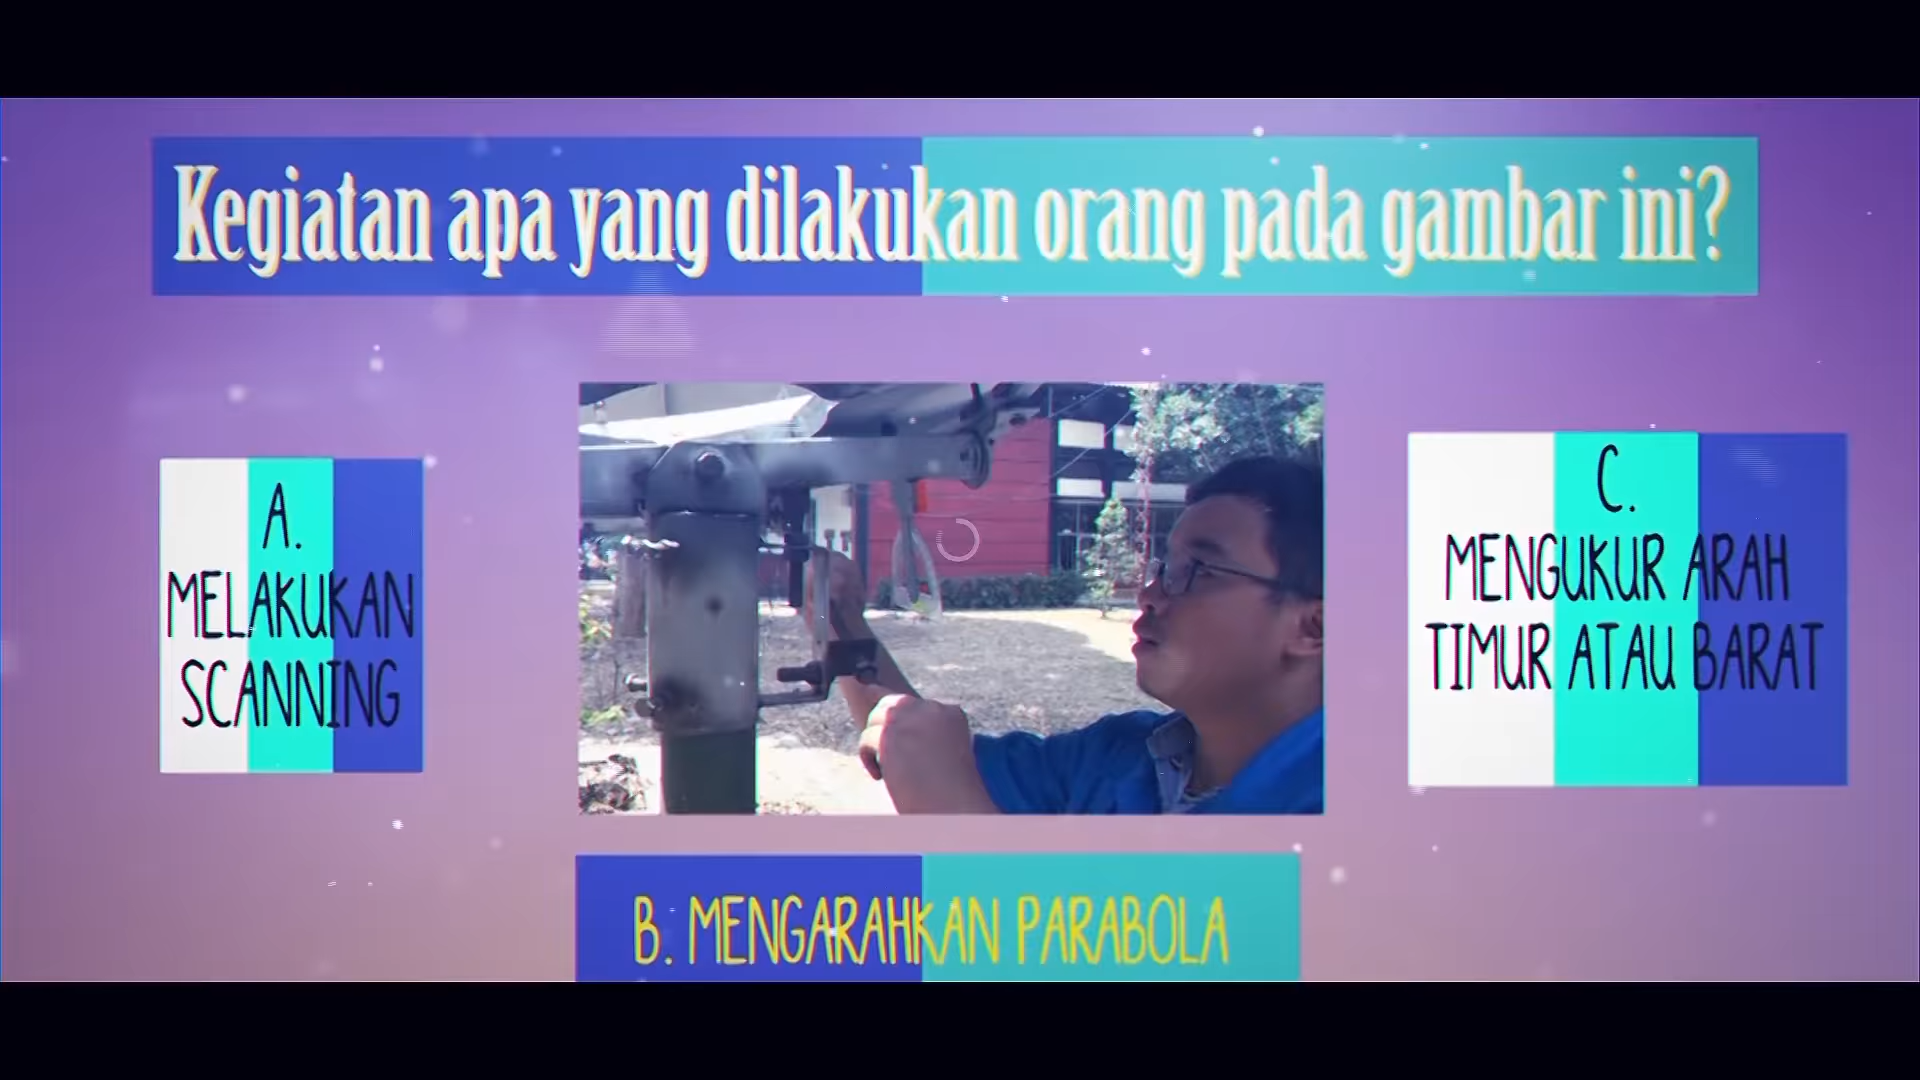 Kegiatan apa yang dilakukan orang pada gambar ini?
A.
MELAKUKAN
SCANNING
C.
MENGUKUR ARAH
TIMUR ATAU BARAT
B. MENGARAHKAN PARABOLA